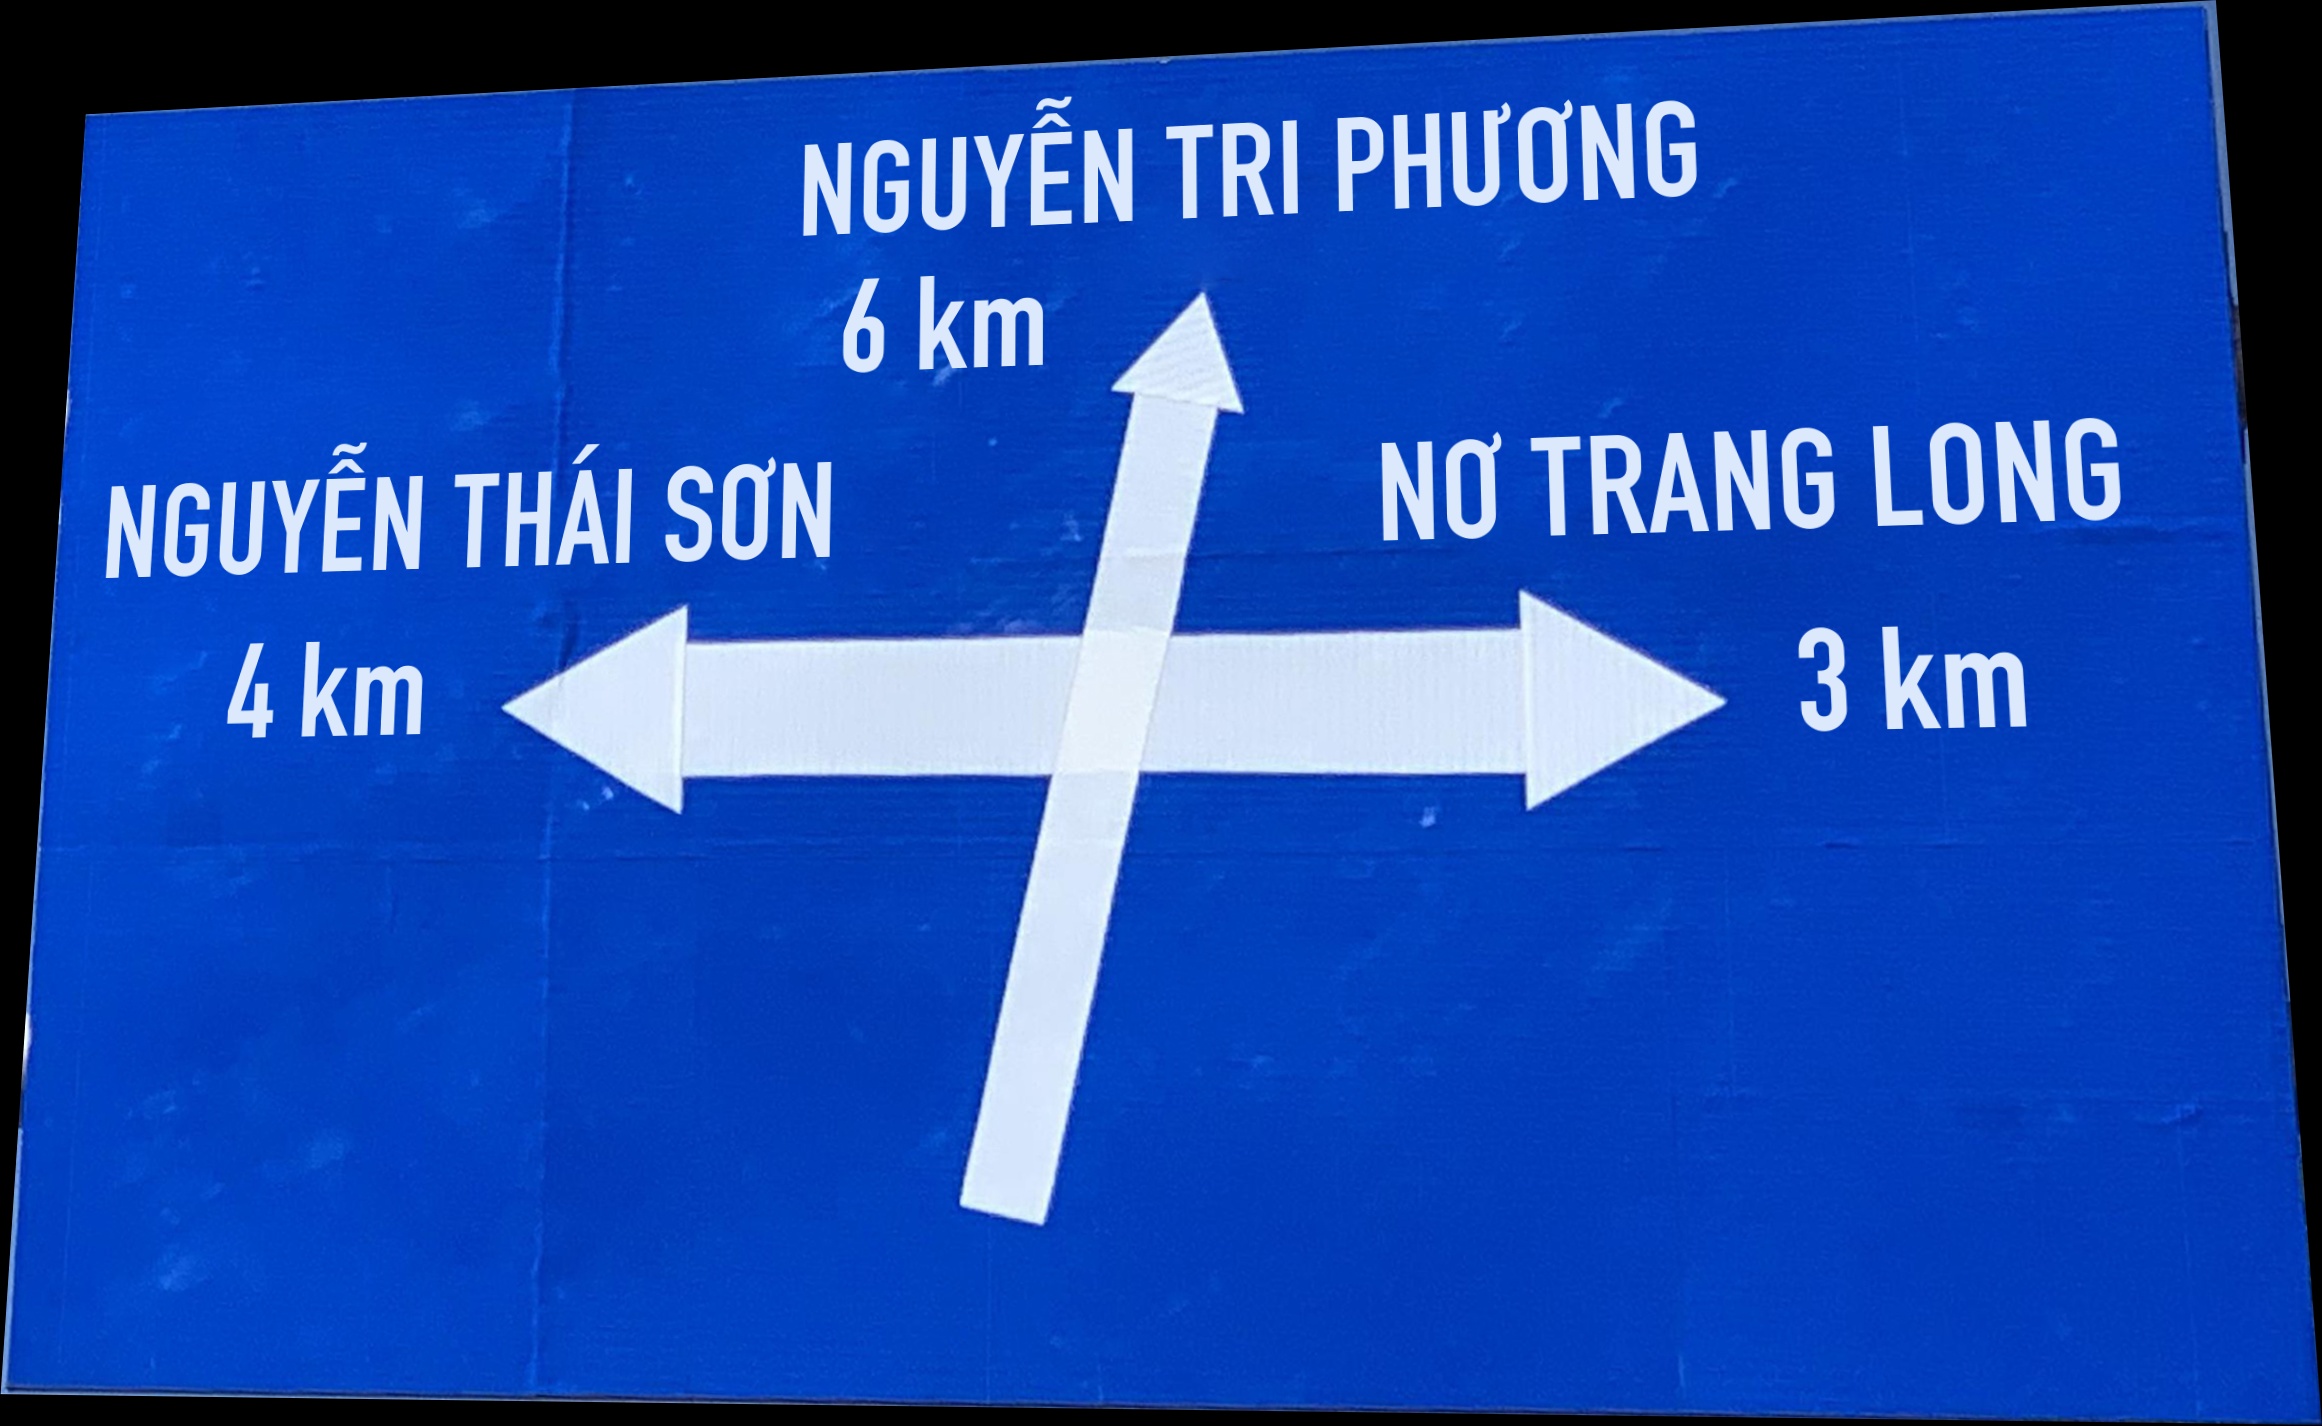 NGUYỄN TRI PHƯƠNG
6 km
NGUYỄN THÁI SƠN
4 km
NƠ TRANG LONG
3 km